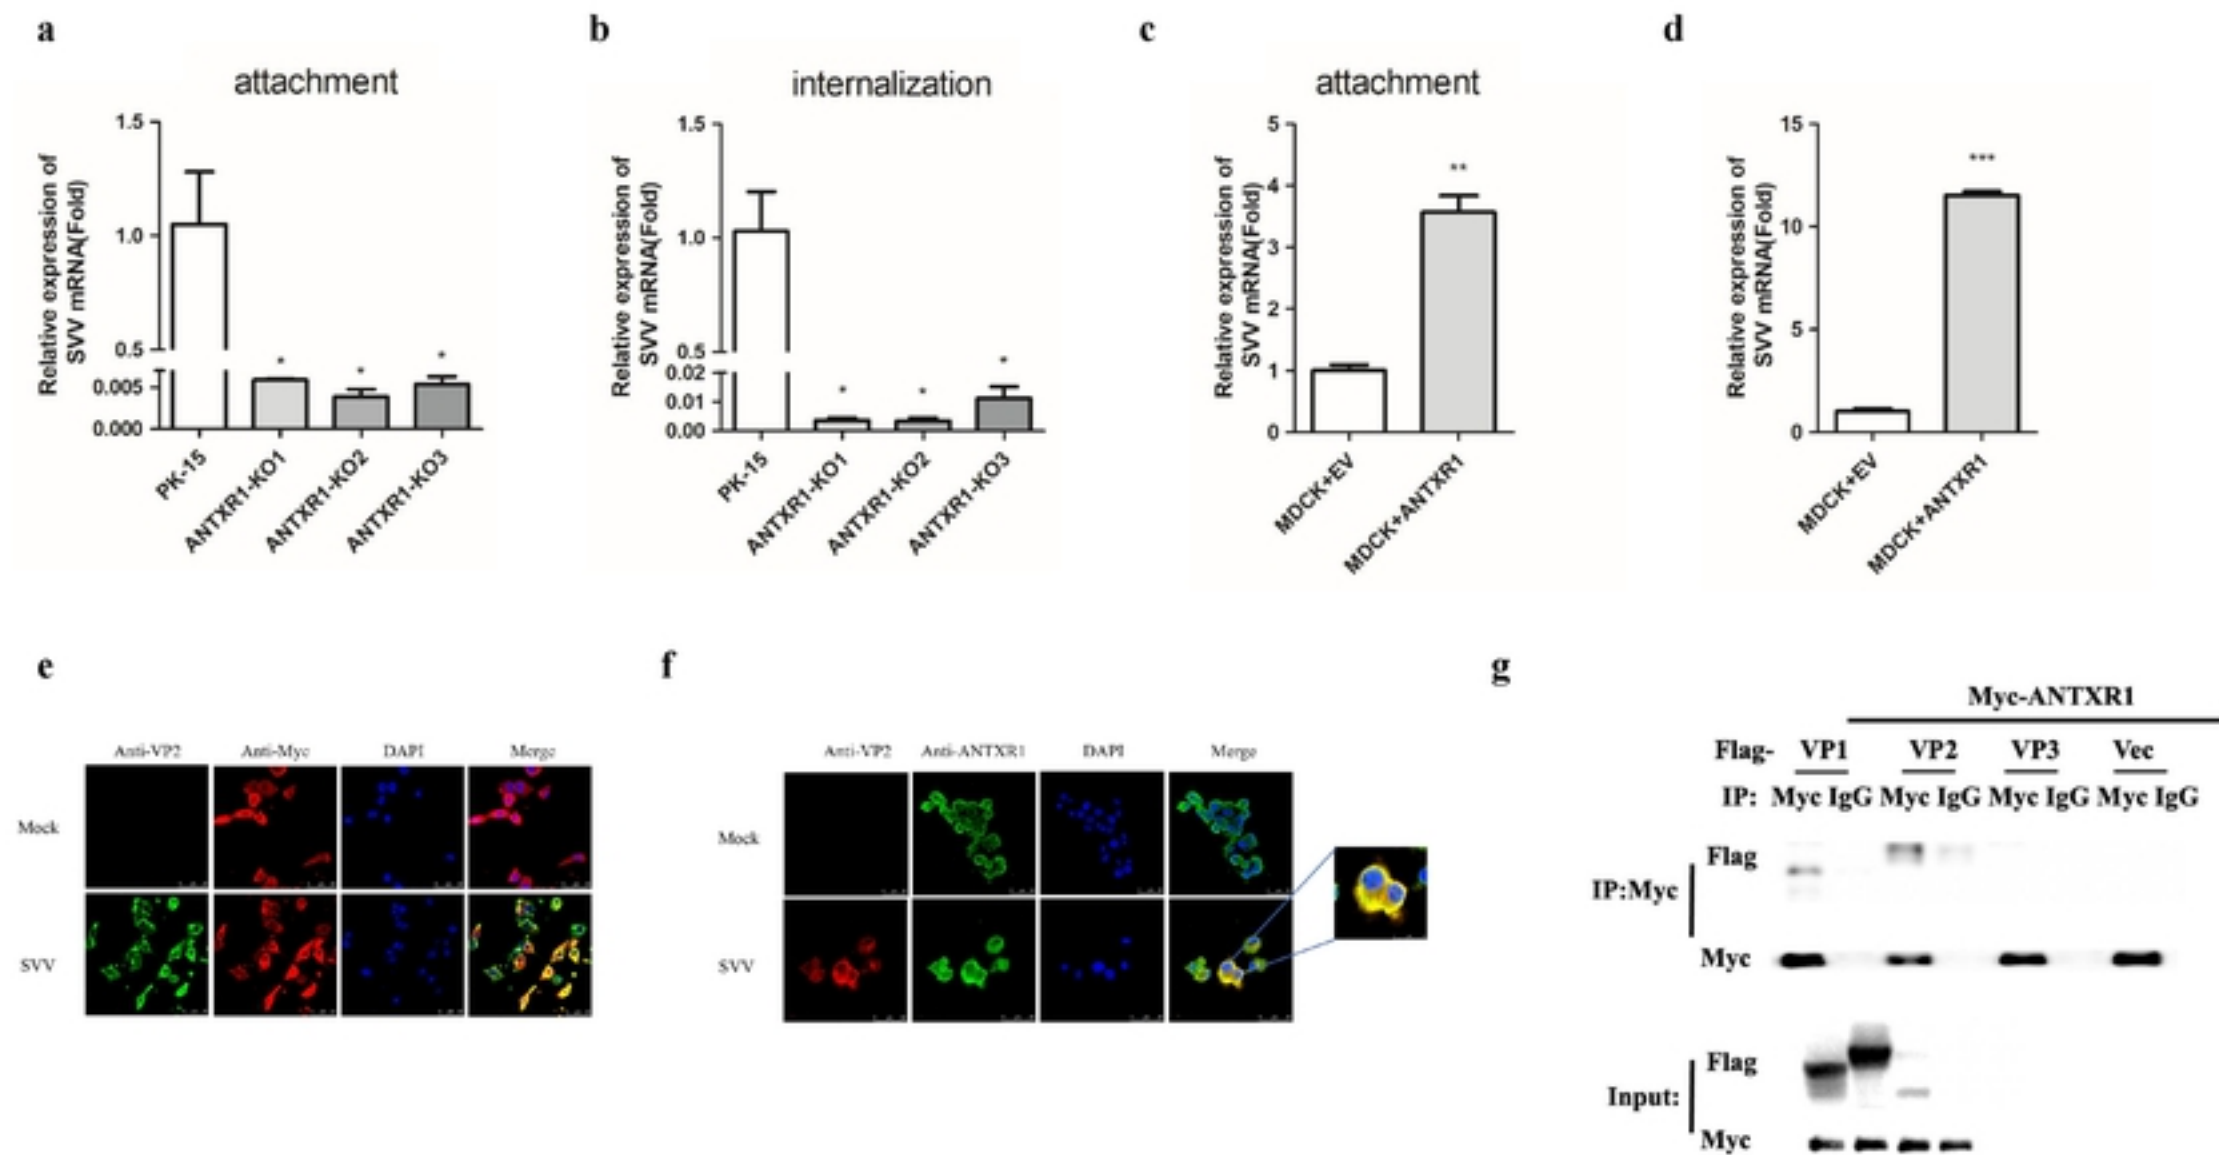 a
attachment
Relative expression of
SVV mRNA(Fold)
1.5
1.0
0.5
0.005
0.000
PK-15
ANTXR1-KO1
ANTXR1-KO2
ANTXR1-KO3
*
*
*
b
internalization
Relative expression of
SVV mRNA(Fold)
1.5
1.0
0.5
0.02
0.01
0.00
PK-15
ANTXR1-KO1
ANTXR1-KO2
ANTXR1-KO3
*
*
*
c
attachment
Relative expression of
SVV mRNA(Fold)
5
4
3
2
1
0
**
MDCK+EV
MDCK+ANTXR1
d
Relative expression of
SVV mRNA(Fold)
15
10
5
0
***
MDCK+EV
MDCK+ANTXR1
e
Anti-VP2 Anti-Myc DAPI Merge
Mock
SVV
f
Anti-VP2 Anti-ANTXR1 DAPI Merge
Mock
SVV
g
Myc-ANTXR1
Flag- VP1 VP2 VP3 Vec
IP: Myc IgG Myc IgG Myc IgG Myc IgG
IP:Myc
Flag
Myc
Input:
Flag
Myc